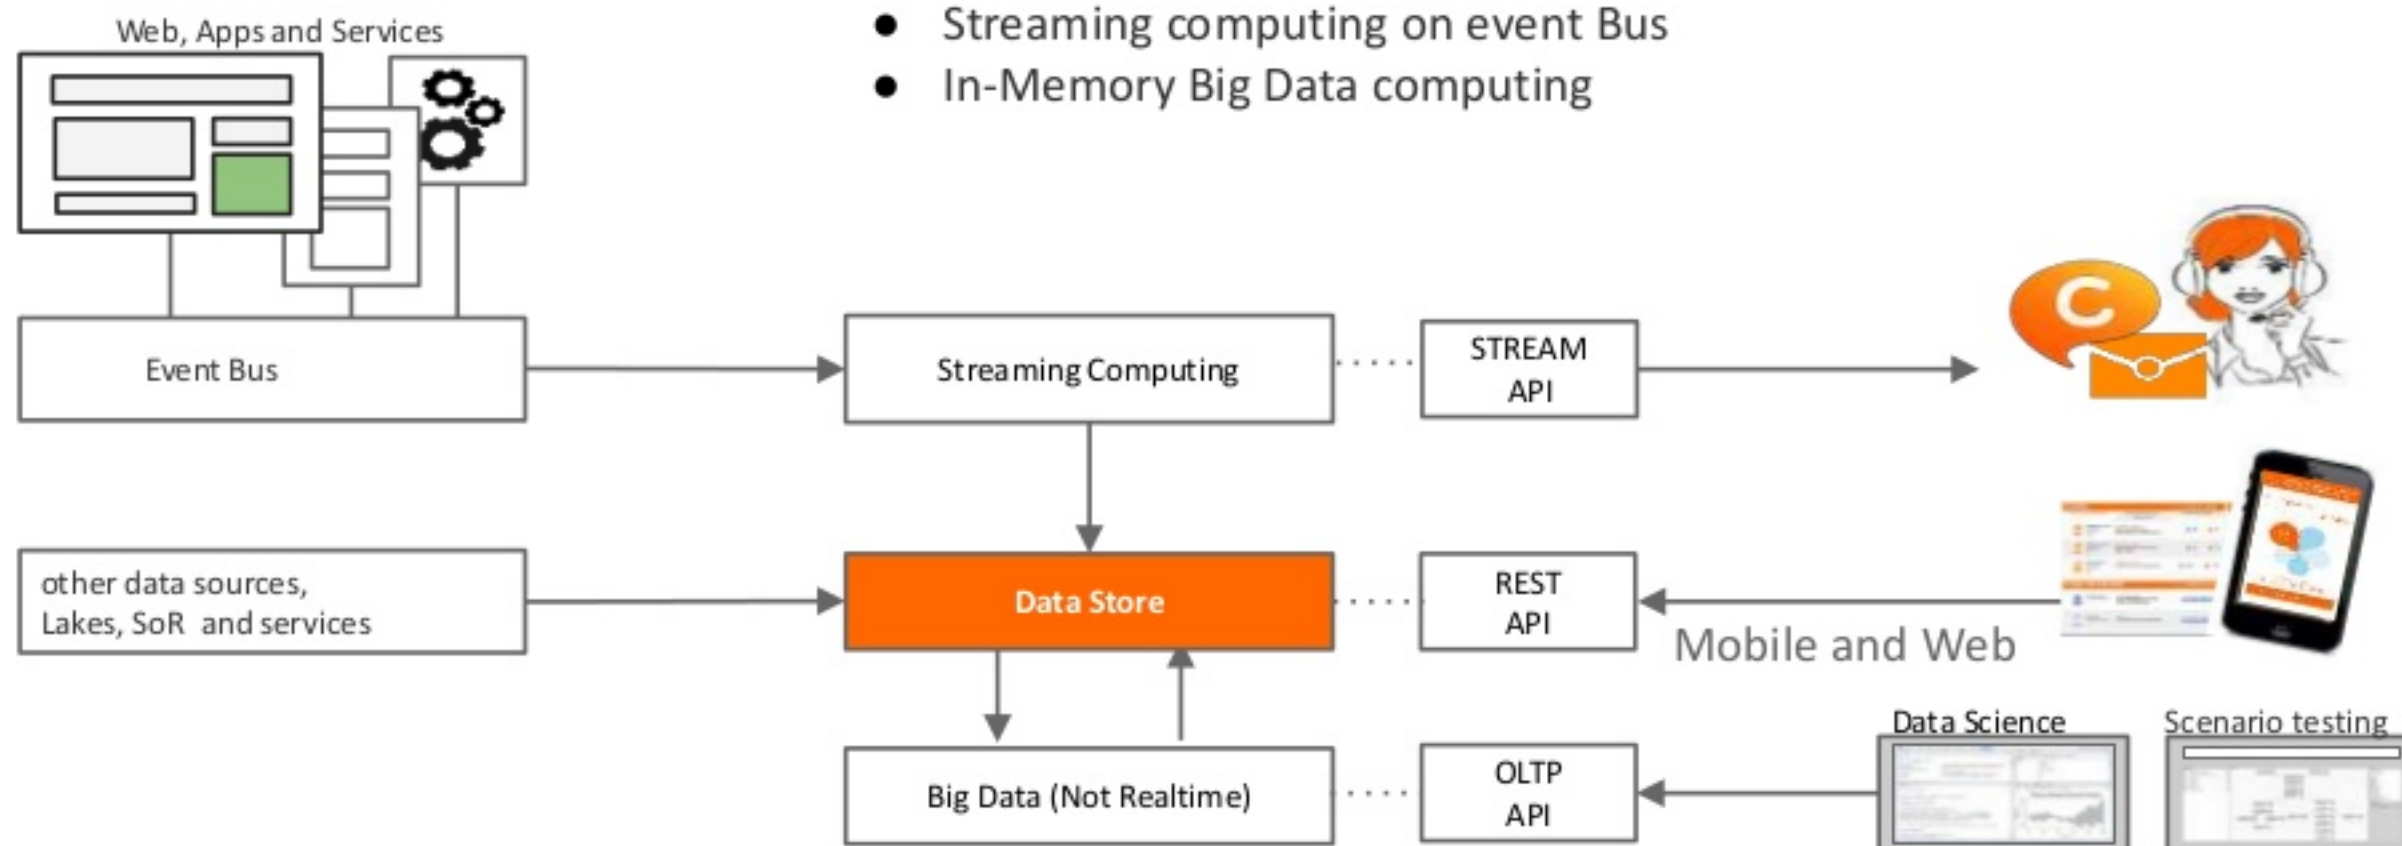 Web, Apps and Services
● Streaming computing on event Bus
● In-Memory Big Data computing
C
Event Bus
Streaming Computing
STREAM
API
other data sources,
Lakes, SoR and services
Data Store
REST
API
Mobile and Web
Data Science
Scenario testing
Big Data (Not Realtime)
OLTP
API